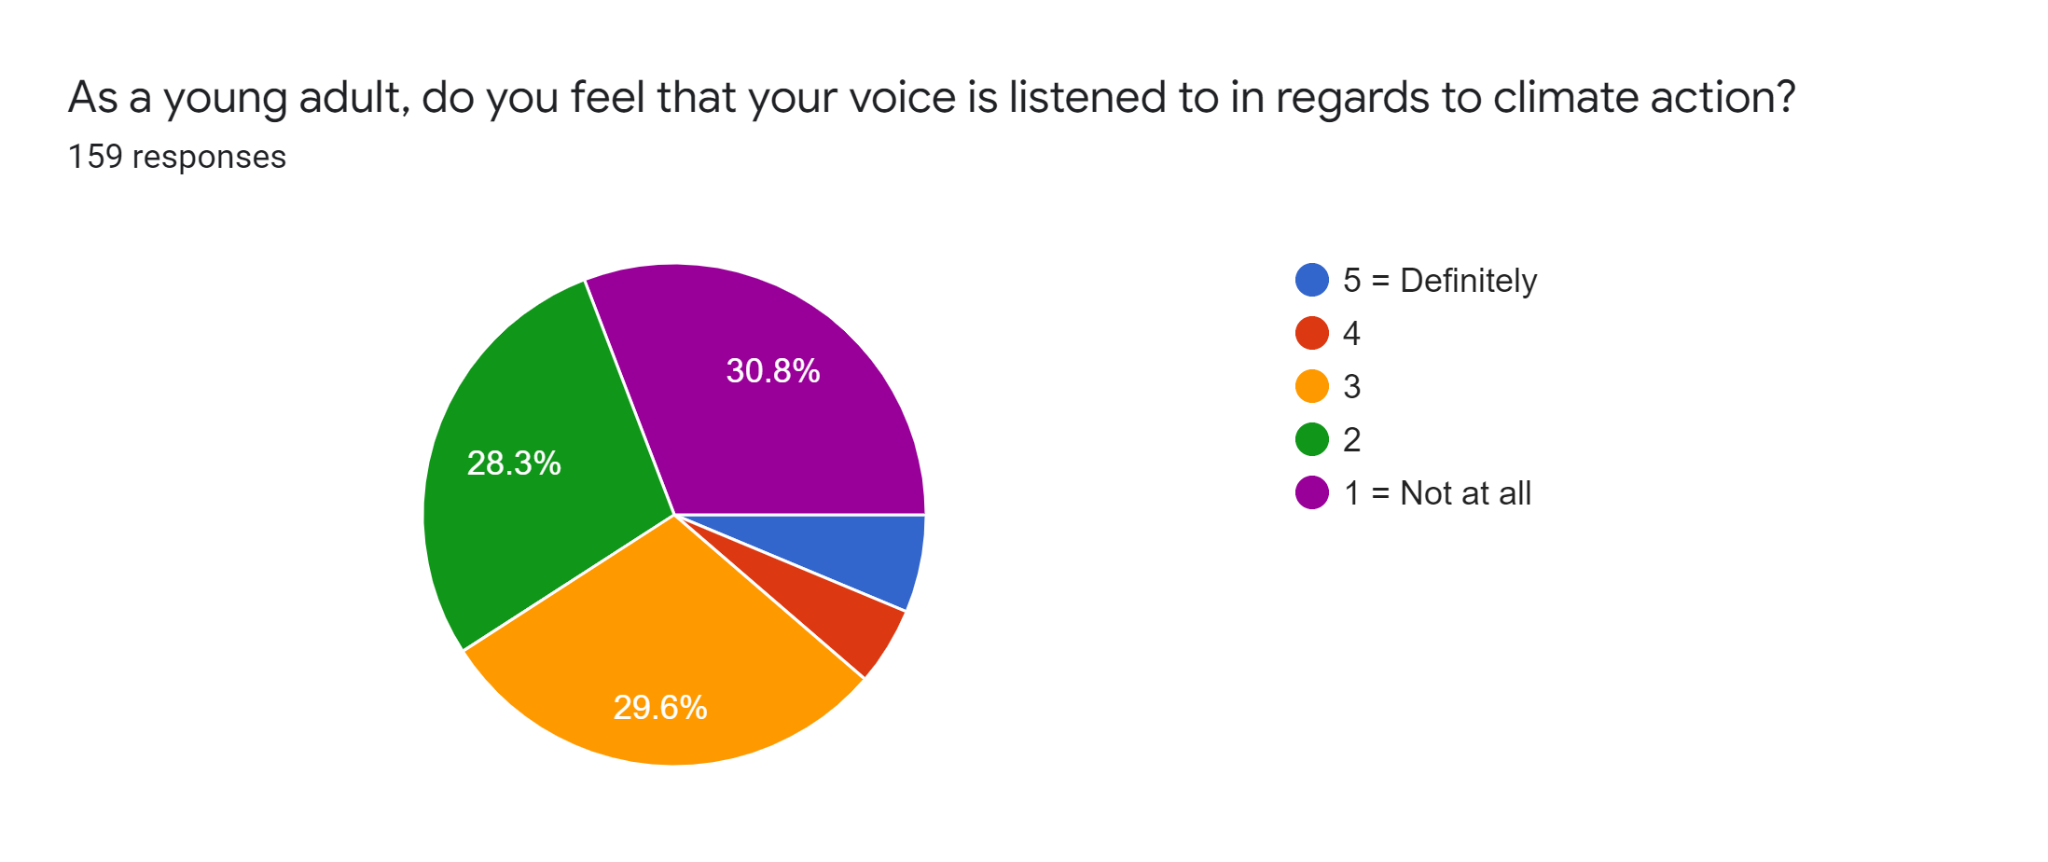 As a young adult, do you feel that your voice is listened to in regards to climate action?
159 responses
30.8%
28.3%
29.6%
5 = Definitely
4
3
2
1 = Not at all